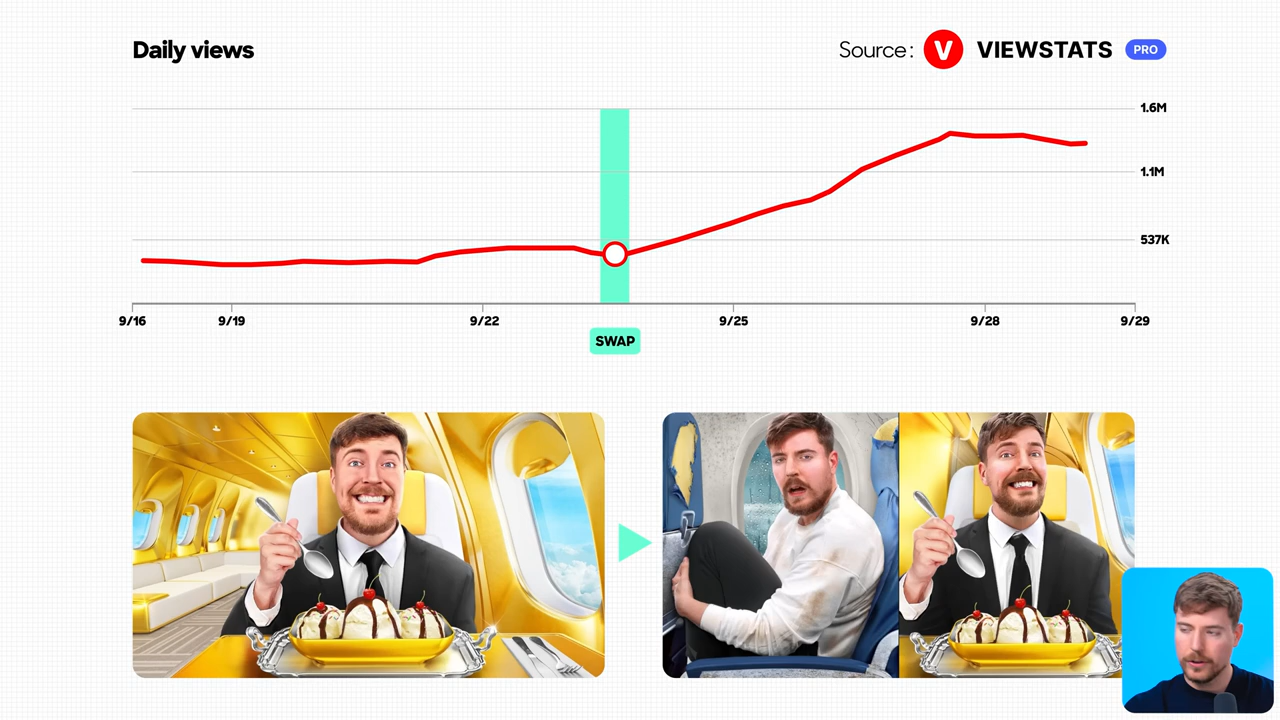 Daily views
Source: V VIEWSTATS PRO
1.6M
1.1M
537K
9/16 9/19 9/22 9/25 9/28 9/29
SWAP